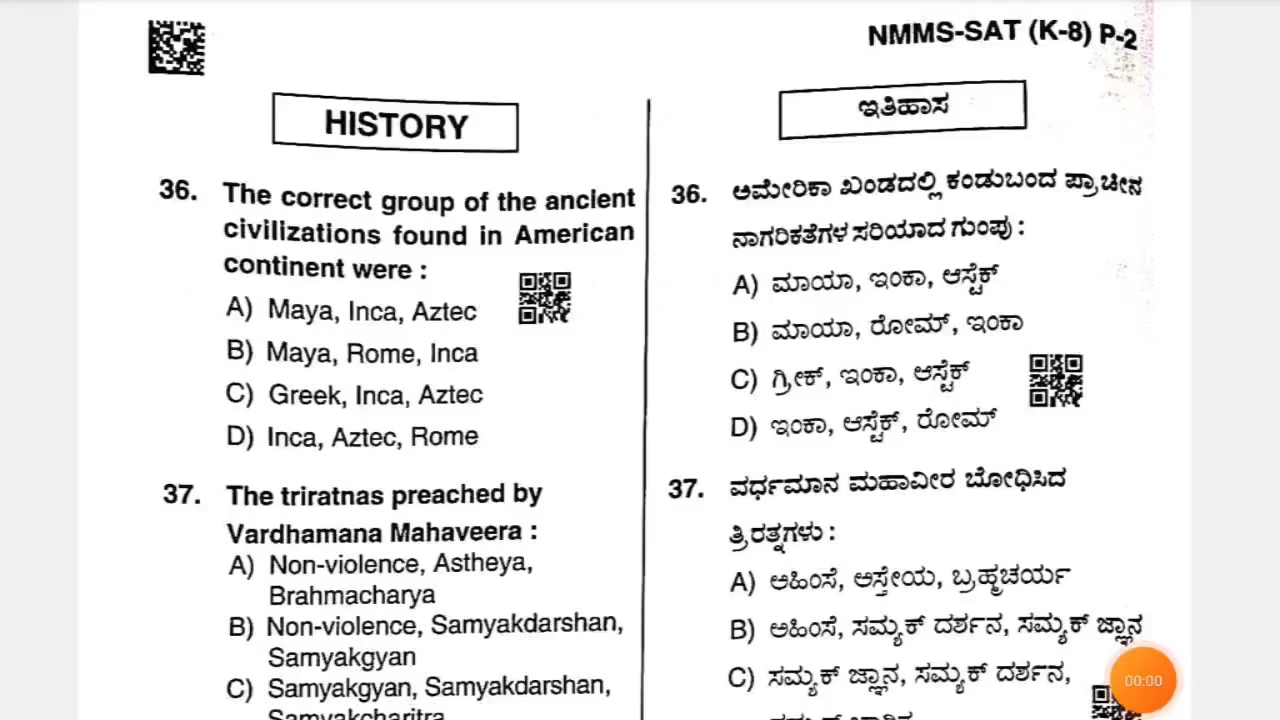 NMMS-SAT (K-8) P-2
HISTORY
36. The correct group of the ancient
civilizations found in American
continent were :
A) Maya, Inca, Aztec
B) Maya, Rome, Inca
C) Greek, Inca, Aztec
D) Inca, Aztec, Rome
37. The triratnas preached by
Vardhamana Mahaveera :
A) Non-violence, Astheya,
Brahmacharya
B) Non-violence, Samyakdarshan,
Samyakgyan
C) Samyakgyan, Samyakdarshan,
Samyakcharitra
ಇತಿಹಾಸ
36. ಅಮೇರಿಕಾ ಖಂಡದಲ್ಲಿ ಕಂಡುಬಂದ ಪ್ರಾಚೀನ
ನಾಗರಿಕತೆಗಳ ಸರಿಯಾದ ಗುಂಪು :
A) ಮಾಯಾ, ಇಂಕಾ, ಆಸ್ಟೆಕ್
B) ಮಾಯಾ, ರೋಮ್, ಇಂಕಾ
C) ಗ್ರೀಕ್, ಇಂಕಾ, ಆಸ್ಟೆಕ್
D) ಇಂಕಾ, ಆಸ್ಟೆಕ್, ರೋಮ್
37. ವರ್ಧಮಾನ ಮಹಾವೀರ ಬೋಧಿಸಿದ
ತ್ರಿರತ್ನಗಳು :
A) ಅಹಿಂಸೆ, ಅಸ್ತೇಯ, ಬ್ರಹ್ಮಚರ್ಯ
B) ಅಹಿಂಸೆ, ಸಮ್ಯಕ್ ದರ್ಶನ, ಸಮ್ಯಕ್ ಜ್ಞಾನ
C) ಸಮ್ಯಕ್ ಜ್ಞಾನ, ಸಮ್ಯಕ್ ದರ್ಶನ,
00:00